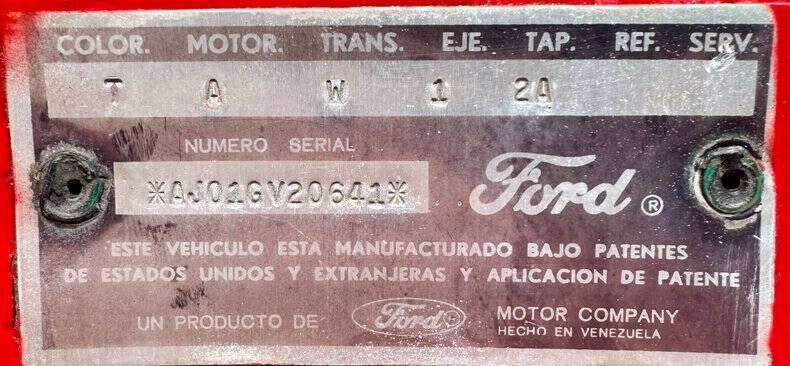 COLOR. MOTOR. TRANS. EJE. TAP. REF. SERV.
T A W 1 2A
NUMERO SERIAL
*AJ01GV20641*
Ford ®
ESTE VEHICULO ESTA MANUFACTURADO BAJO PATENTES
DE ESTADOS UNIDOS Y EXTRANJERAS Y APLICACION DE PATENTE
UN PRODUCTO DE Ford ® MOTOR COMPANY
HECHO EN VENEZUELA